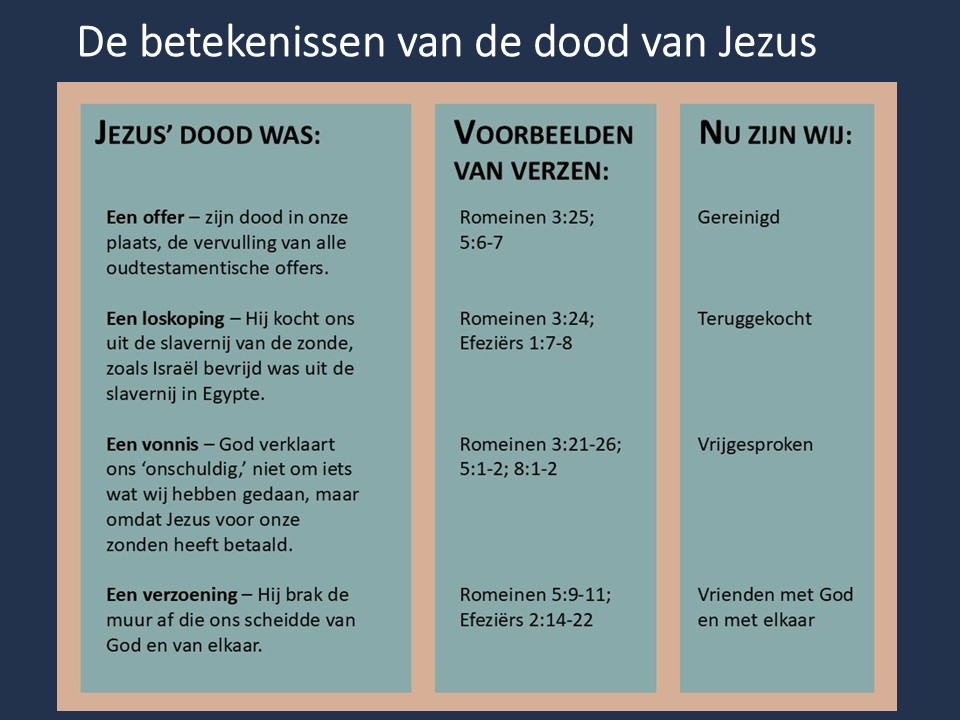 De betekenissen van de dood van Jezus
JEZUS’ DOOD WAS:
Een offer – zijn dood in onze
plaats, de vervulling van alle
oudtestamentische offers.
Een loskoping – Hij kocht ons
uit de slavernij van de zonde,
zoals Israël bevrijd was uit de
slavernij in Egypte.
Een vonnis – God verklaart
ons ‘onschuldig,’ niet om iets
wat wij hebben gedaan, maar
omdat Jezus voor onze
zonden heeft betaald.
Een verzoening – Hij brak de
muur af die ons scheidde van
God en van elkaar.
VOORBEELDEN
VAN VERZEN:
Romeinen 3:25;
5:6-7
Romeinen 3:24;
Efeziërs 1:7-8
Romeinen 3:21-26;
5:1-2; 8:1-2
Romeinen 5:9-11;
Efeziërs 2:14-22
NU ZIJN WIJ:
Gereinigd
Teruggekocht
Vrijgesproken
Vrienden met God
en met elkaar